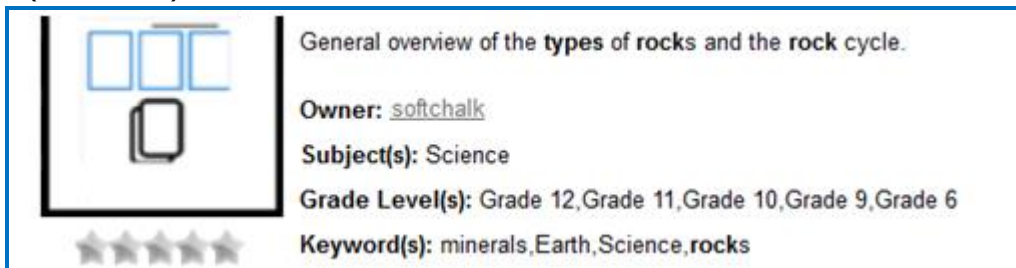 General overview of the types of rocks and the rock cycle.
Owner: softchalk
Subject(s): Science
Grade Level(s): Grade 12,Grade 11,Grade 10,Grade 9,Grade 6
Keyword(s): minerals,Earth,Science,rocks